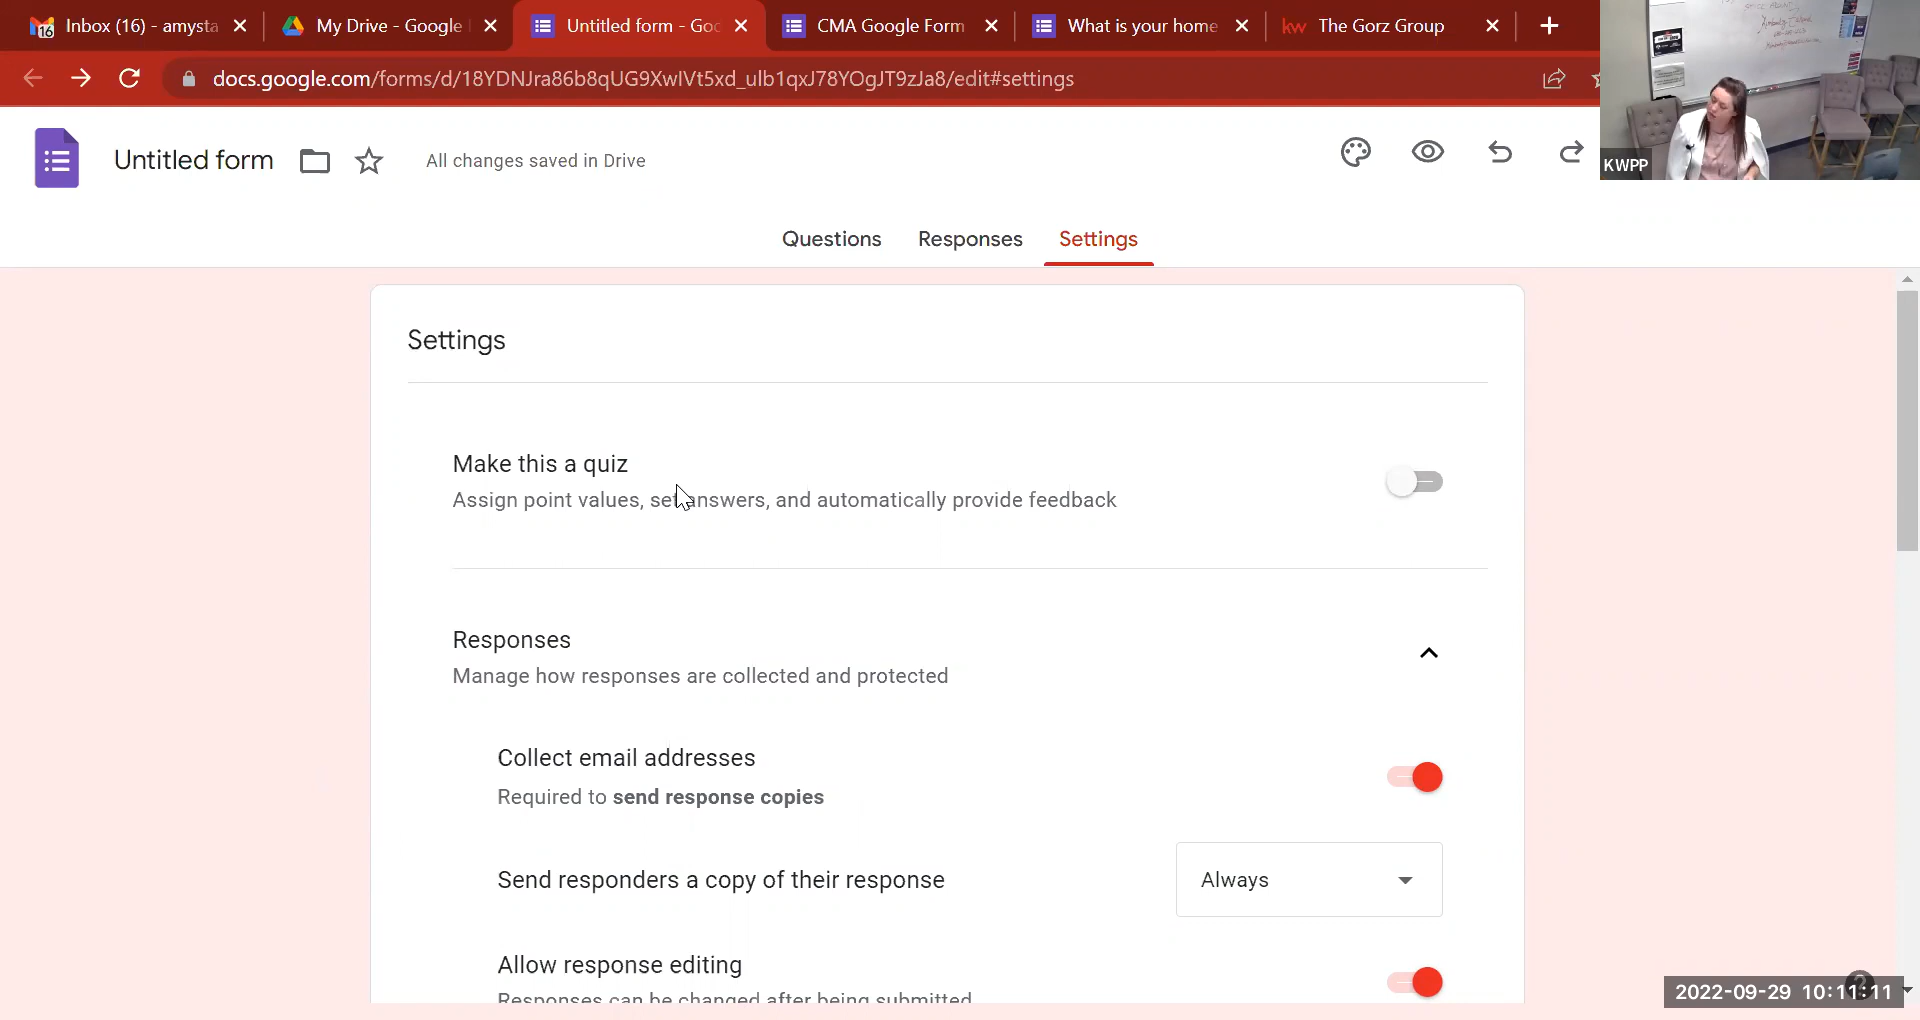 Inbox (16) - amysta
My Drive - Google
Untitled form - Goo
CMA Google Form
What is your home
kw The Gorz Group
docs.google.com/forms/d/18YDNJra86b8qUG9XwIVt5xd_ulb1qxJ78YOgJT9zJa8/edit#settings
KWPP
Untitled form
All changes saved in Drive
Questions
Responses
Settings
Settings
Make this a quiz
Assign point values, set answers, and automatically provide feedback
Responses
Manage how responses are collected and protected
Collect email addresses
Required to send response copies
Send responders a copy of their response
Always
Allow response editing
Responses can be changed after being submitted
2022-09-29 10:11:11